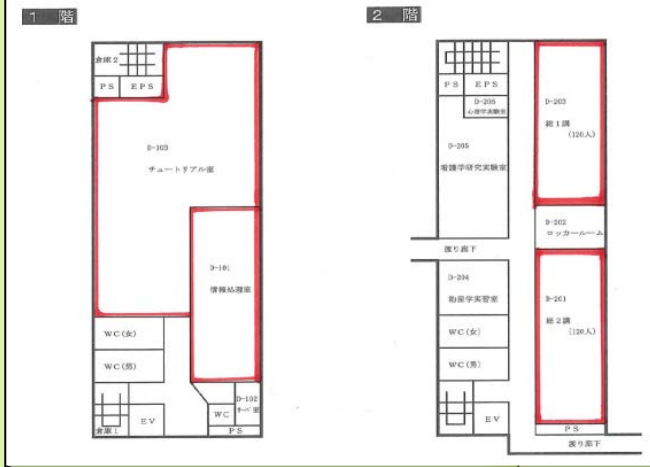 1 階
倉庫2
PS
EPS
D-103
チュートリアル室
D-101
情報処理室
WC(女)
WC(男)
倉庫1
EV
WC
D-102
PS
2 階
PS
EPS
D-206
心理学実験室
D-205
看護学研究実験室
D-203
総1講
(120人)
D-202
ロッカールーム
渡り廊下
D-204
助産学実習室
D-201
総2講
(120人)
WC(女)
WC(男)
EV
PS
渡り廊下